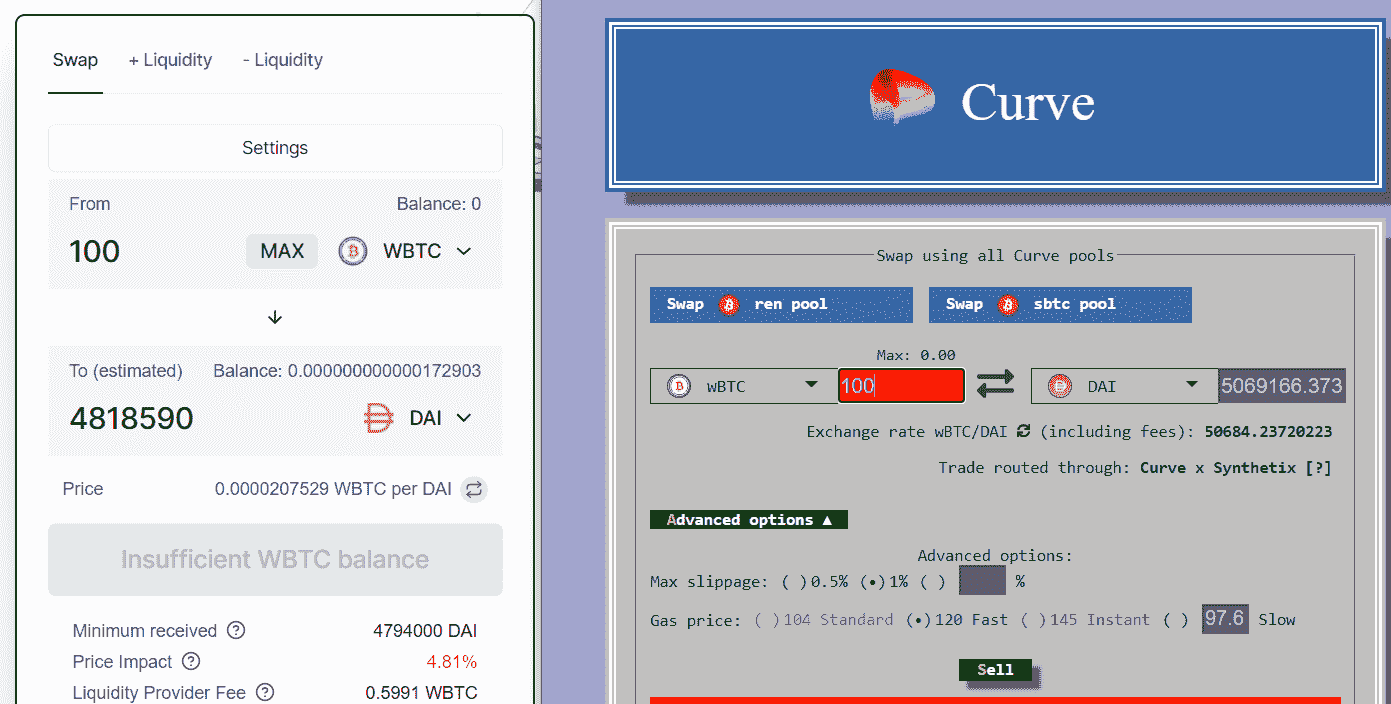 Swap + Liquidity - Liquidity
Settings
From Balance: 0
100 MAX WBTC
To (estimated) Balance: 0.000000000000172903
4818590 DAI
Price 0.0000207529 WBTC per DAI
Insufficient WBTC balance
Minimum received 4794000 DAI
Price Impact 4.81%
Liquidity Provider Fee 0.5991 WBTC
Curve
Swap using all Curve pools
Swap ren pool Swap sbtc pool
Max: 0.00
wBTC 100 DAI 5069166.373
Exchange rate wBTC/DAI (including fees): 50684.23720223
Trade routed through: Curve x Synthetix [?]
Advanced options ▲
Advanced options:
Max slippage: ( )0.5% (•)1% ( ) %
Gas price: ( )104 Standard (•)120 Fast ( )145 Instant ( ) 97.6 Slow
Sell